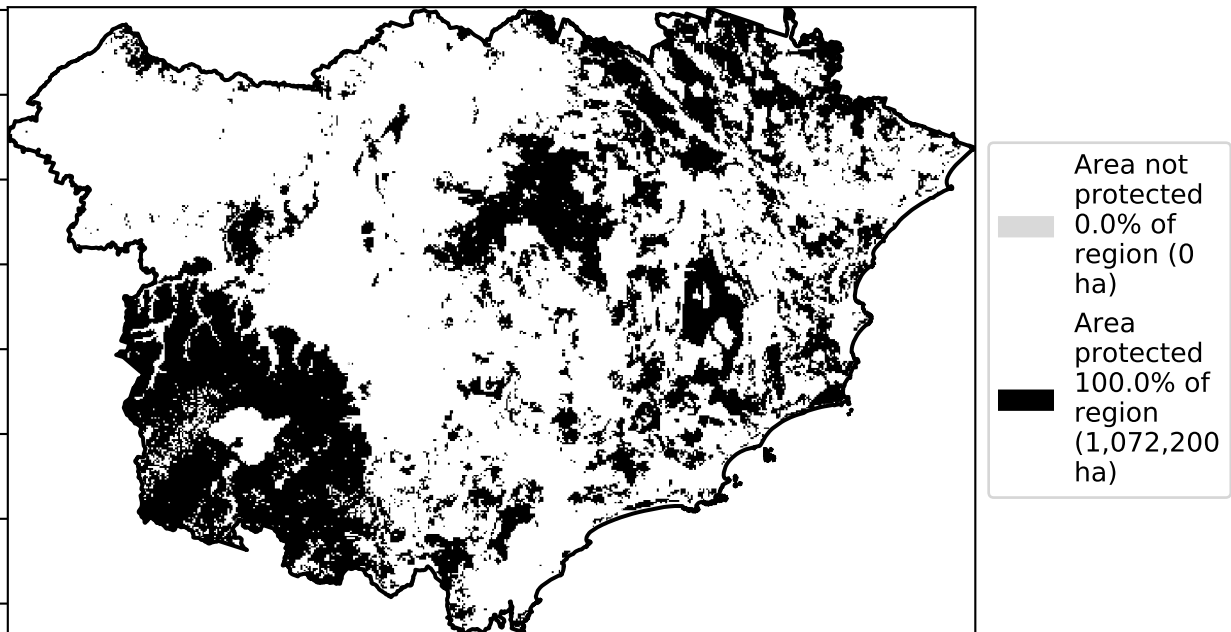 Area not
protected
0.0% of
region (0
ha)
Area
protected
100.0% of
region
(1,072,200
ha)